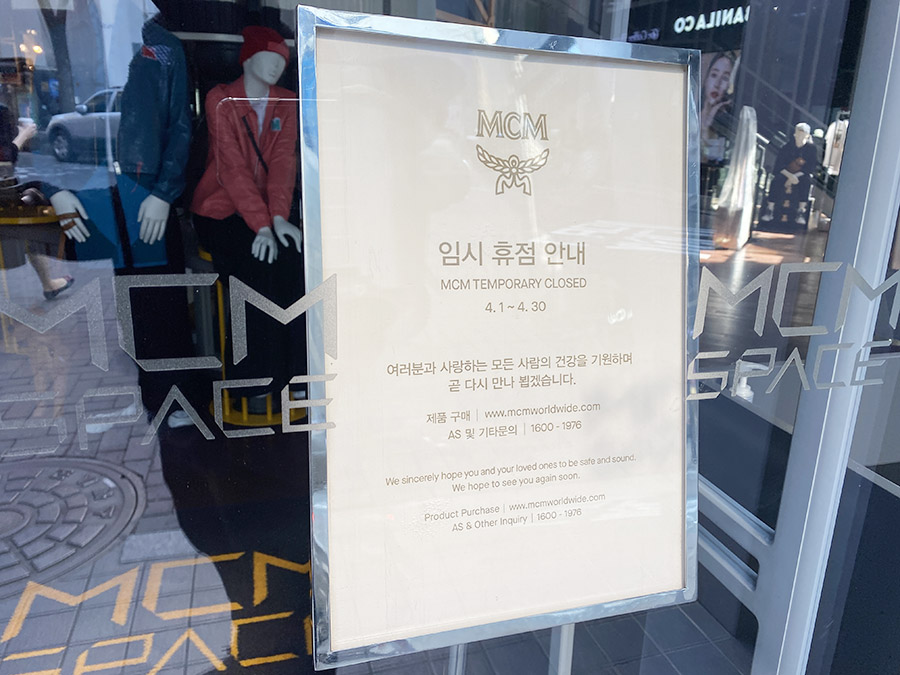 BANILA CO
MCM
임시 휴점 안내
MCM TEMPORARY CLOSED
4. 1 ~ 4. 30
여러분과 사랑하는 모든 사람의 건강을 기원하며
곧 다시 만나 뵙겠습니다.
제품 구매 | www.mcmworldwide.com
AS 및 기타문의 | 1600 - 1976
We sincerely hope you and your loved ones to be safe and sound.
We hope to see you again soon.
Product Purchase | www.mcmworldwide.com
AS & Other Inquiry | 1600 - 1976
MCM
SPACE
MCM
SPACE
MCM
SPACE